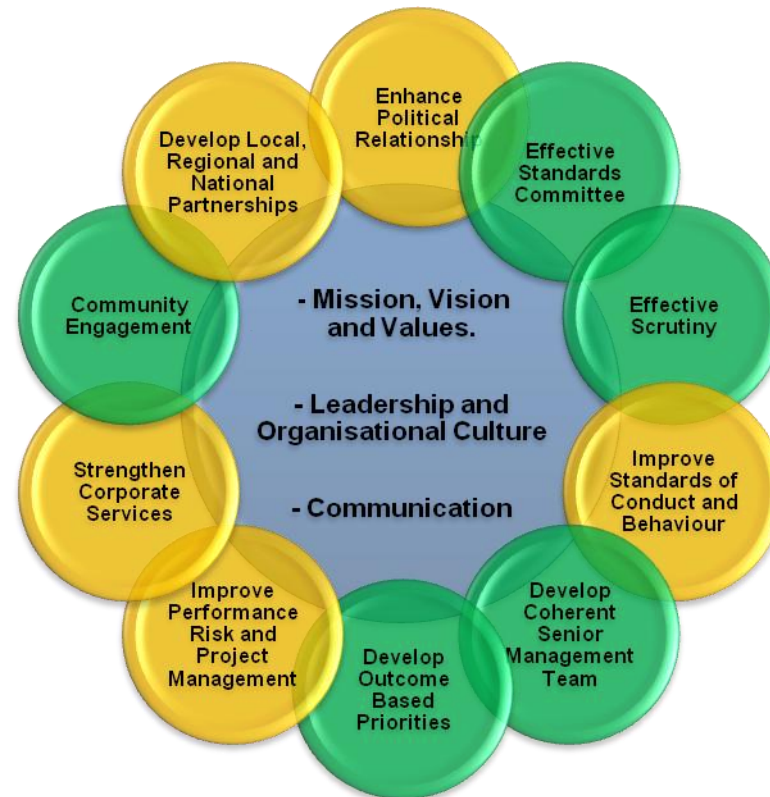 Enhance
Political
Relationship
Effective
Standards
Committee
Effective
Scrutiny
Improve
Standards of
Conduct and
Behaviour
Develop
Coherent
Senior
Management
Team
Develop
Outcome
Based
Priorities
Improve
Performance
Risk and
Project
Management
Strengthen
Corporate
Services
Community
Engagement
Develop Local,
Regional and
National
Partnerships
- Mission, Vision
and Values.
- Leadership and
Organisational Culture
- Communication